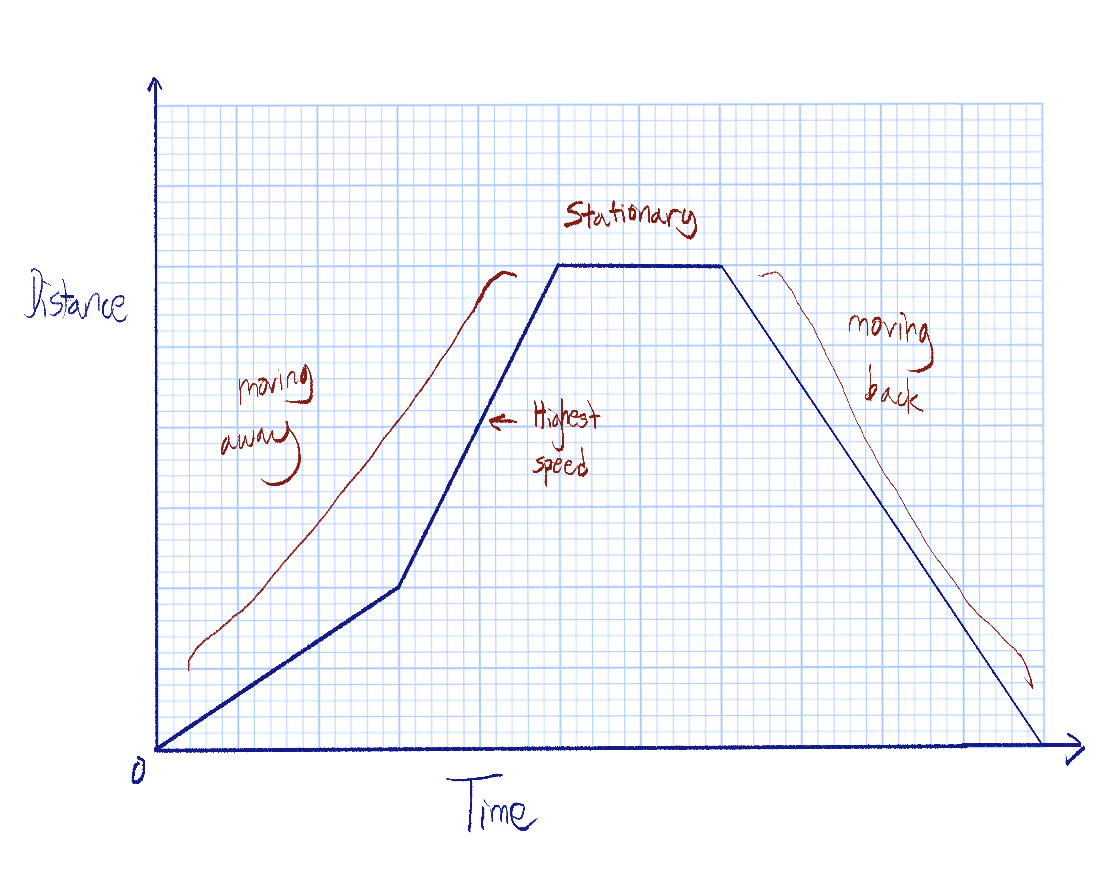 Stationary
Distance
moving
back
moving
away
Highest
speed
0
Time